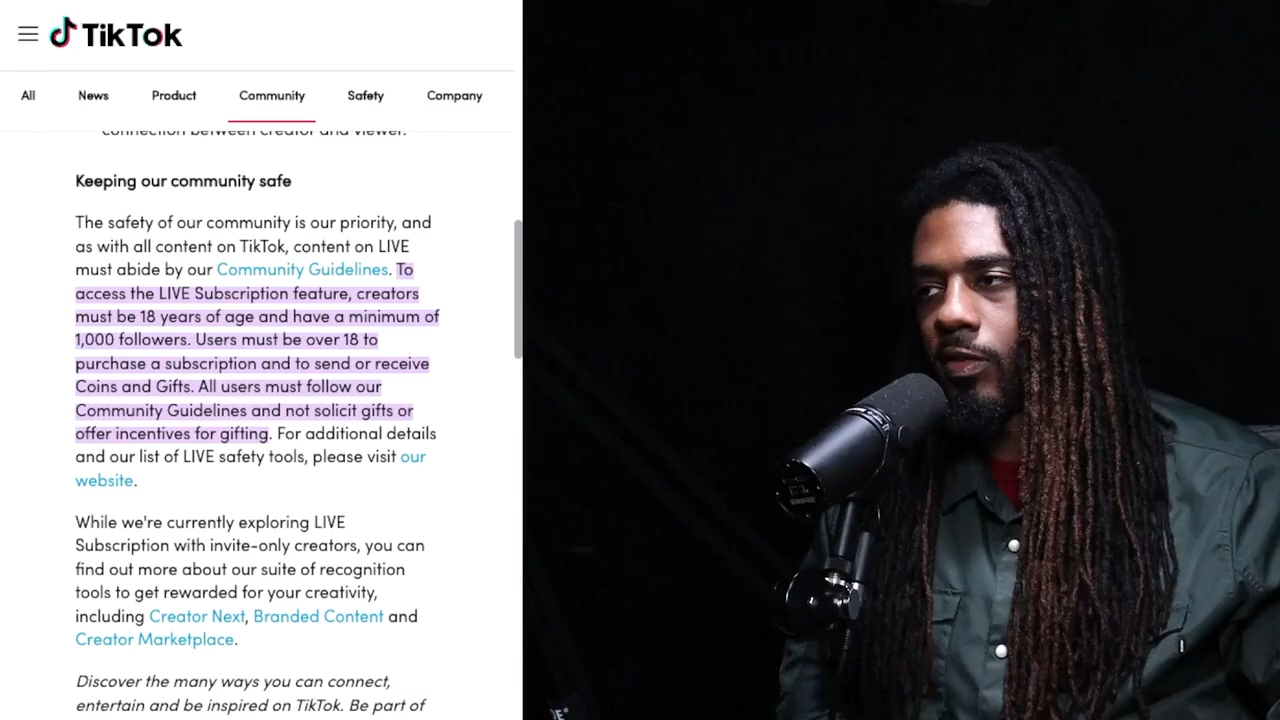 TikTok
All News Product Community Safety Company
connection between creator and viewer.
Keeping our community safe
The safety of our community is our priority, and
as with all content on TikTok, content on LIVE
must abide by our Community Guidelines. To
access the LIVE Subscription feature, creators
must be 18 years of age and have a minimum of
1,000 followers. Users must be over 18 to
purchase a subscription and to send or receive
Coins and Gifts. All users must follow our
Community Guidelines and not solicit gifts or
offer incentives for gifting. For additional details
and our list of LIVE safety tools, please visit our
website.
While we're currently exploring LIVE
Subscription with invite-only creators, you can
find out more about our suite of recognition
tools to get rewarded for your creativity,
including Creator Next, Branded Content and
Creator Marketplace.
Discover the many ways you can connect,
entertain and be inspired on TikTok. Be part of